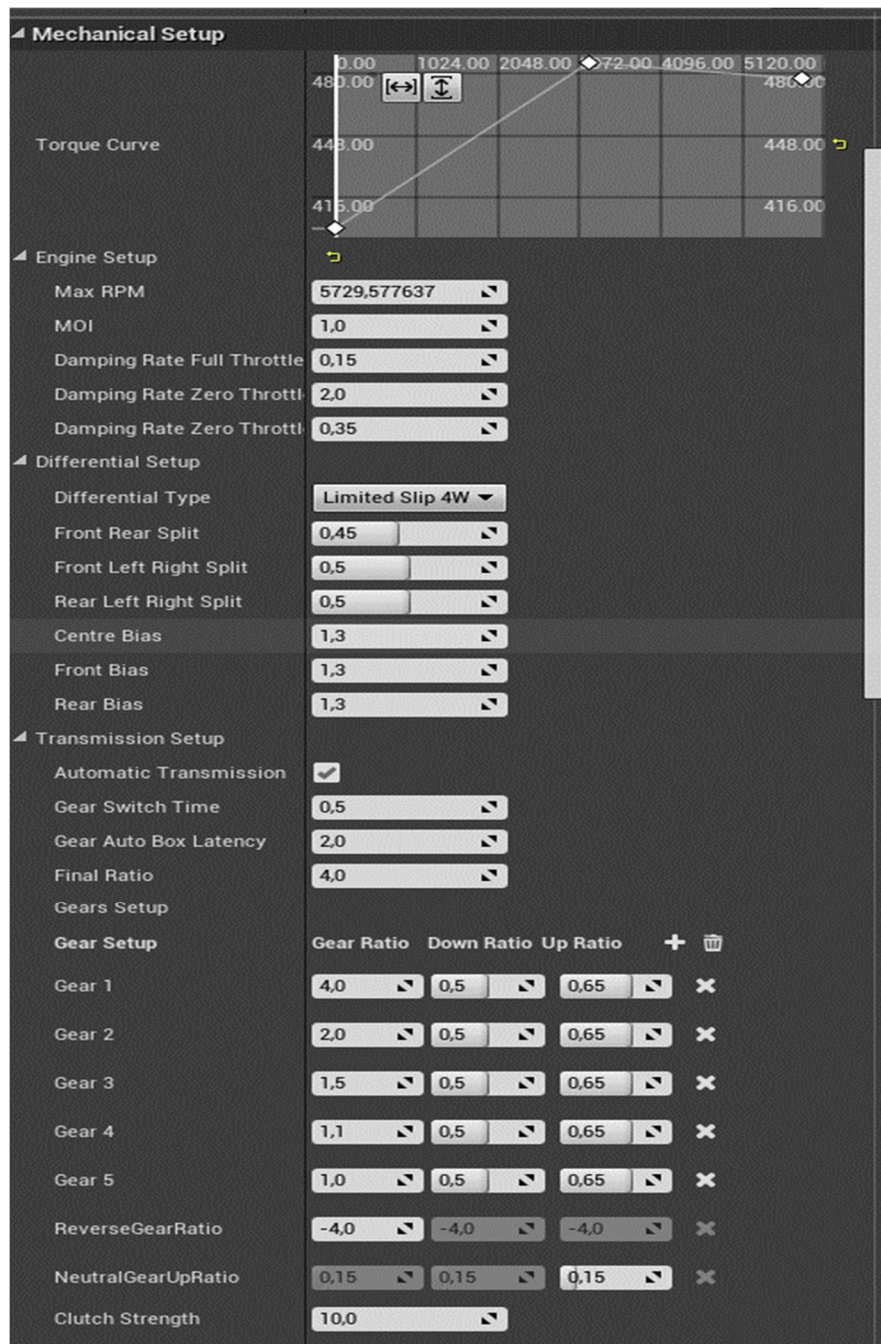 Mechanical Setup
0.00 1024.00 2048.00 3072.00 4096.00 5120.00
480.00 480.00
Torque Curve 448.00 448.00
416.00 416.00
Engine Setup
Max RPM 5729,577637
MOI 1,0
Damping Rate Full Throttle 0,15
Damping Rate Zero Throttl 2,0
Damping Rate Zero Throttl 0,35
Differential Setup
Differential Type Limited Slip 4W
Front Rear Split 0,45
Front Left Right Split 0,5
Rear Left Right Split 0,5
Centre Bias 1,3
Front Bias 1,3
Rear Bias 1,3
Transmission Setup
Automatic Transmission
Gear Switch Time 0,5
Gear Auto Box Latency 2,0
Final Ratio 4,0
Gears Setup
Gear Setup Gear Ratio Down Ratio Up Ratio
Gear 1 4,0 0,5 0,65
Gear 2 2,0 0,5 0,65
Gear 3 1,5 0,5 0,65
Gear 4 1,1 0,5 0,65
Gear 5 1,0 0,5 0,65
ReverseGearRatio -4,0 -4,0 -4,0
NeutralGearUpRatio 0,15 0,15 0,15
Clutch Strength 10,0